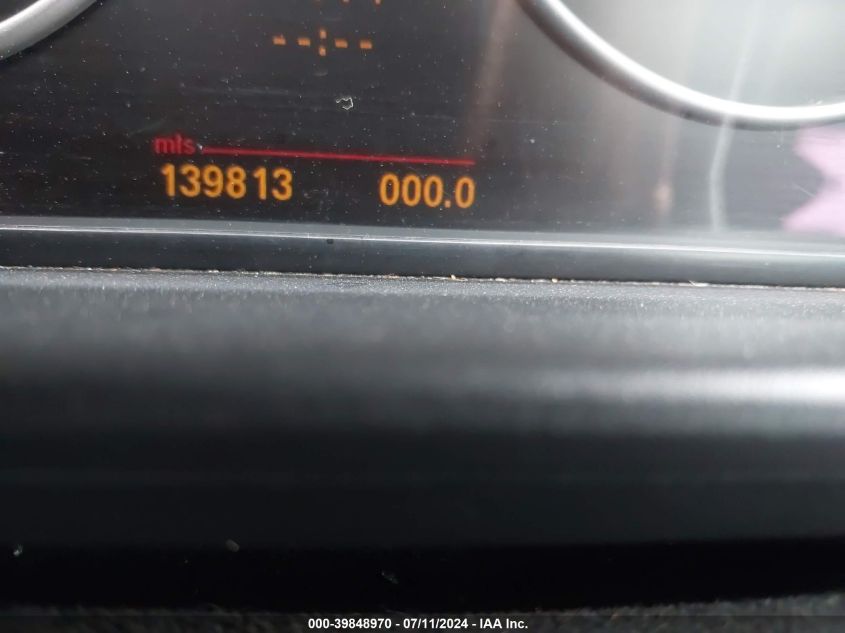 --:--
mls
139813 000.0
000-39848970 - 07/11/2024 - IAA Inc.